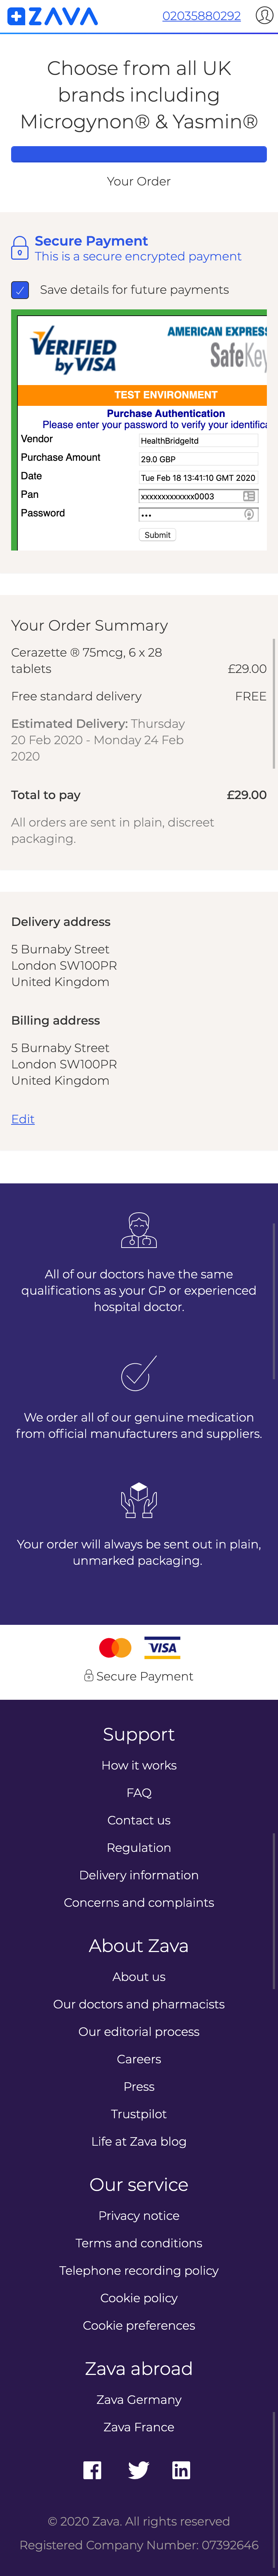 ZAVA
02035880292
Choose from all UK
brands including
Microgynon® & Yasmin®
Your Order
Secure Payment
This is a secure encrypted payment
Save details for future payments
VERIFIED
by VISA
AMERICAN EXPRESS
SafeKey
TEST ENVIRONMENT
Purchase Authentication
Please enter your password to verify your identifica
Vendor HealthBridgeltd
Purchase Amount 29.0 GBP
Date Tue Feb 18 13:41:10 GMT 2020
Pan xxxxxxxxxxxxx0003
Password •••
Submit
Your Order Summary
Cerazette ® 75mcg, 6 x 28
tablets £29.00
Free standard delivery FREE
Estimated Delivery: Thursday
20 Feb 2020 - Monday 24 Feb
2020
Total to pay £29.00
All orders are sent in plain, discreet
packaging.
Delivery address
5 Burnaby Street
London SW100PR
United Kingdom
Billing address
5 Burnaby Street
London SW100PR
United Kingdom
Edit
All of our doctors have the same
qualifications as your GP or experienced
hospital doctor.
We order all of our genuine medication
from official manufacturers and suppliers.
Your order will always be sent out in plain,
unmarked packaging.
VISA
Secure Payment
Support
How it works
FAQ
Contact us
Regulation
Delivery information
Concerns and complaints
About Zava
About us
Our doctors and pharmacists
Our editorial process
Careers
Press
Trustpilot
Life at Zava blog
Our service
Privacy notice
Terms and conditions
Telephone recording policy
Cookie policy
Cookie preferences
Zava abroad
Zava Germany
Zava France
© 2020 Zava. All rights reserved
Registered Company Number: 07392646